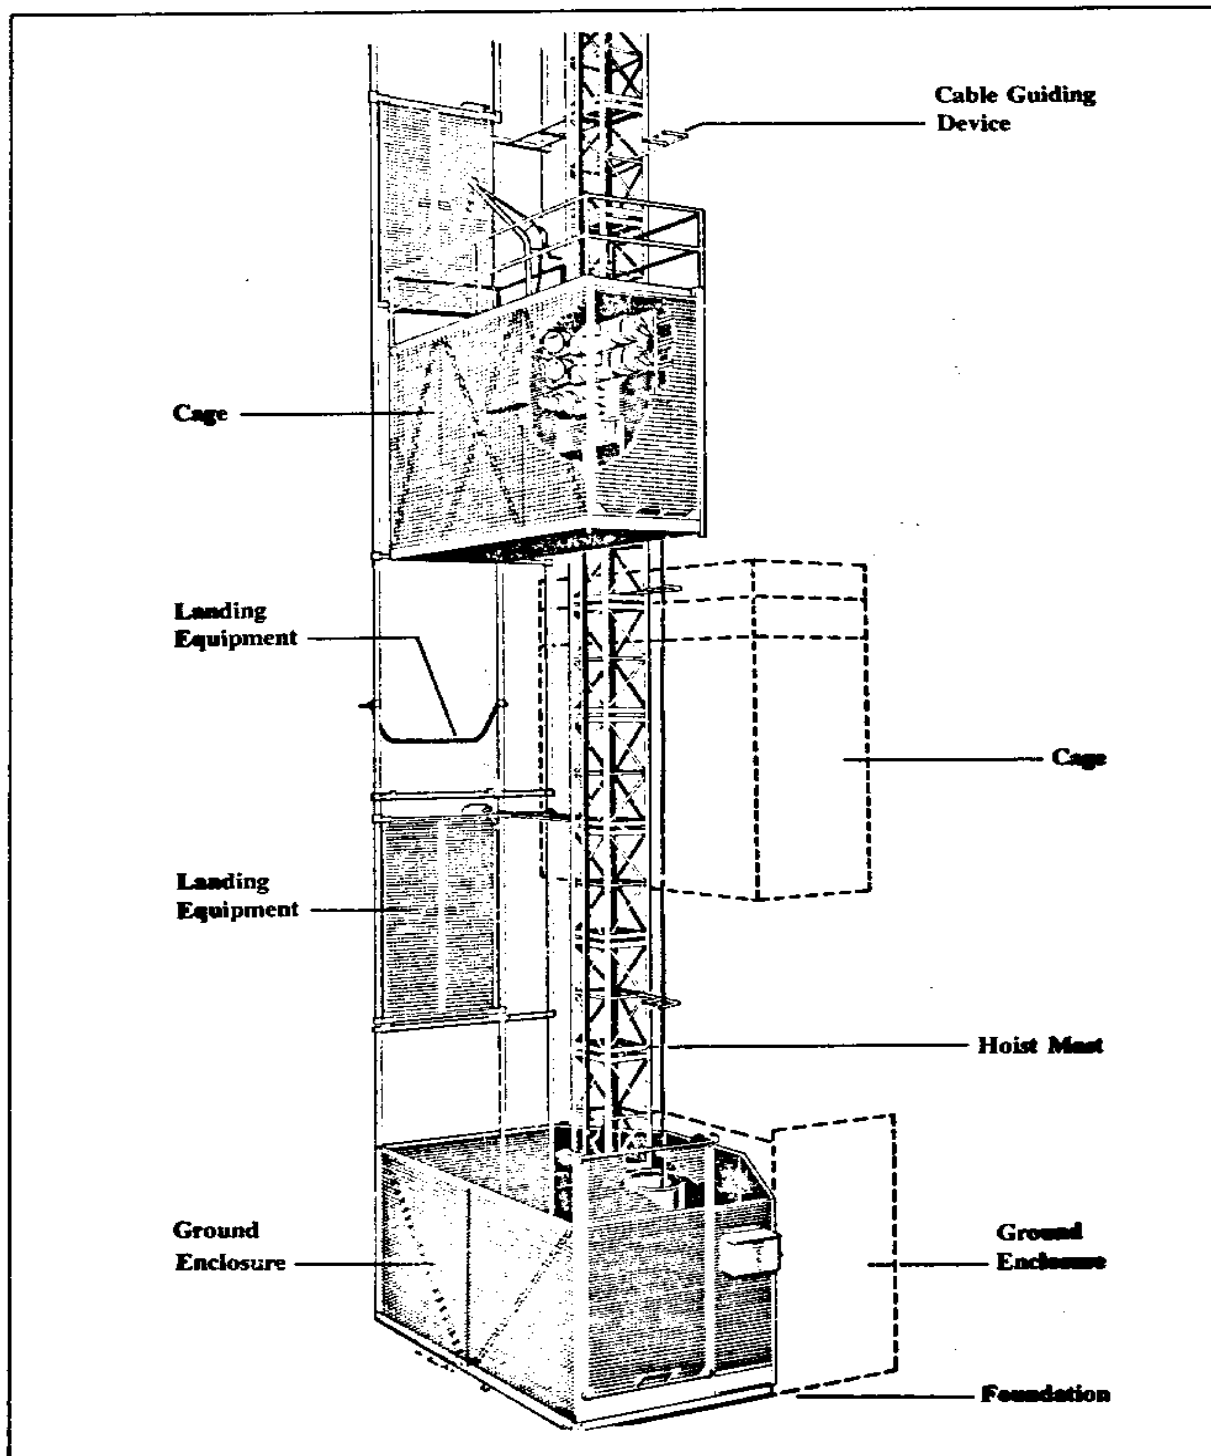 Cable Guiding
Device
Cage
Landing
Equipment
Cage
Landing
Equipment
Hoist Mast
Ground
Enclosure
Ground
Enclosure
Foundation